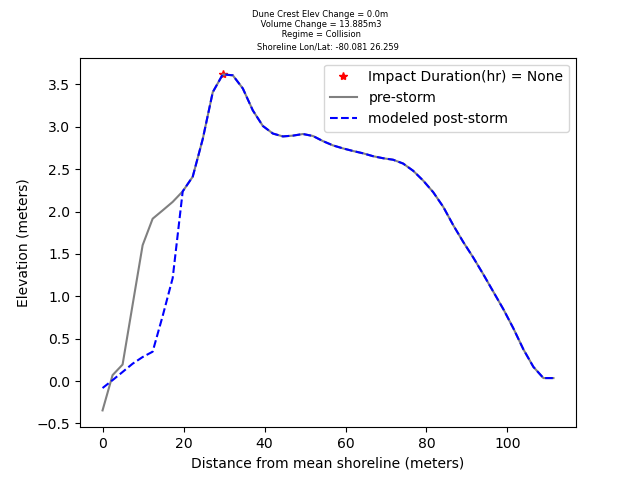 Dune Crest Elev Change = 0.0m
Volume Change = 13.885m3
Regime = Collision
Shoreline Lon/Lat: -80.081 26.259
Impact Duration(hr) = None
pre-storm
modeled post-storm
Elevation (meters)
3.5
3.0
2.5
2.0
1.5
1.0
0.5
0.0
−0.5
0
20
40
60
80
100
Distance from mean shoreline (meters)